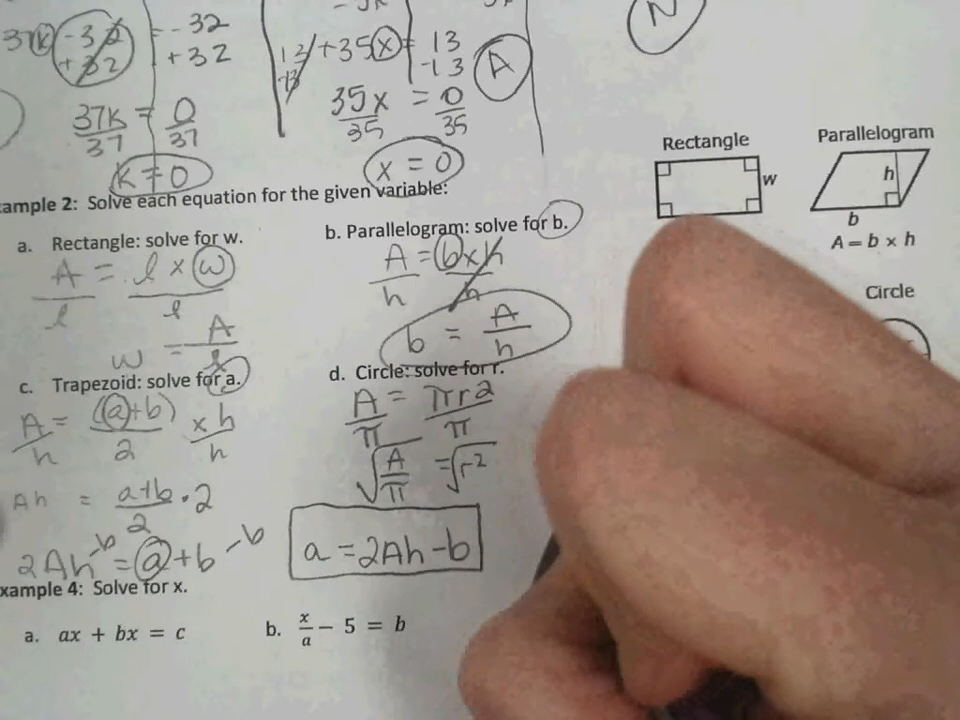 37k -32 = -32
+32 +32
37k = 0
37 37
k = 0
13 + 35x = 13
-13 -13
35x = 0
35 35
x = 0
A
N
Rectangle
w
Parallelogram
h
b
A = b × h
Circle
ample 2: Solve each equation for the given variable:
a. Rectangle: solve for w.
A = l × w
l l
w = A
l
b. Parallelogram: solve for b.
A = b×h
h h
b = A
h
c. Trapezoid: solve for a.
A = (a+b) × h
h 2 h
Ah = a+b · 2
2
2Ah -b = a + b -b
d. Circle: solve for r.
A = πr2
π π
√A/π = √r²
a = 2Ah - b
xample 4: Solve for x.
a. ax + bx = c
b. x/a − 5 = b